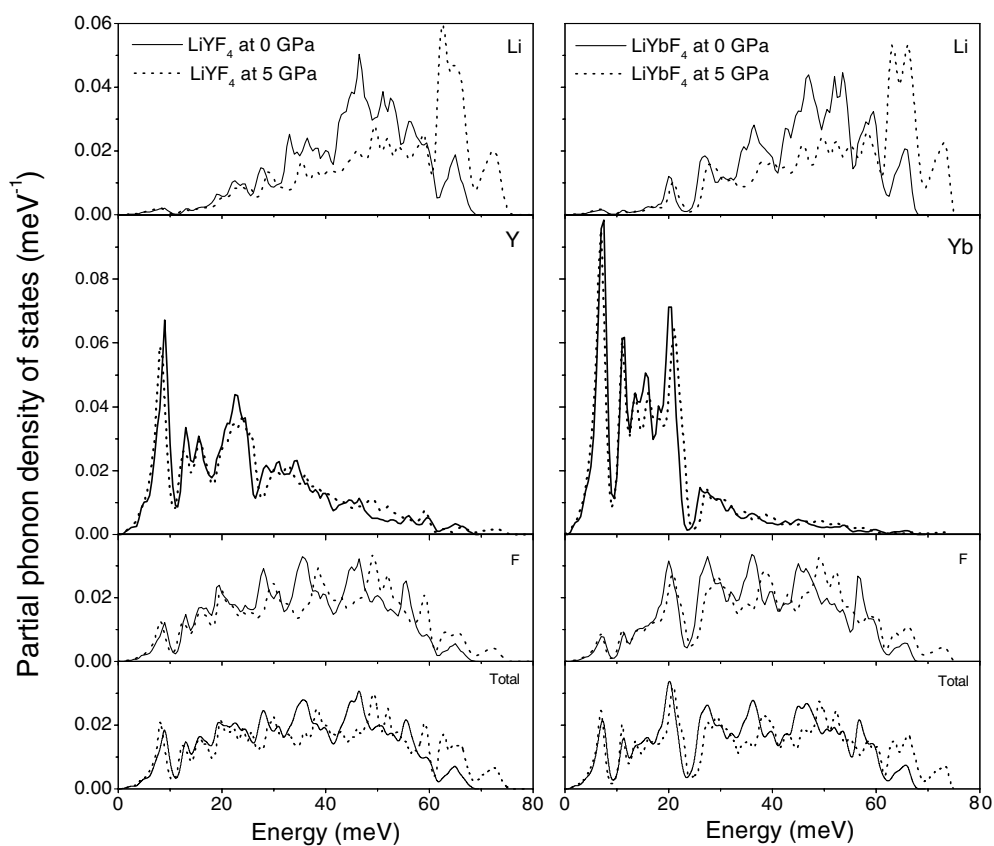 Partial phonon density of states (meV⁻¹)
0.06
0.04
0.02
0.00
LiYF₄ at 0 GPa
LiYF₄ at 5 GPa
Li
LiYbF₄ at 0 GPa
LiYbF₄ at 5 GPa
Li
0.08
0.06
0.04
0.02
0.00
Y
Yb
0.02
0.00
F
F
0.02
0.00
Total
Total
0 20 40 60 80
0 20 40 60 80
Energy (meV)
Energy (meV)